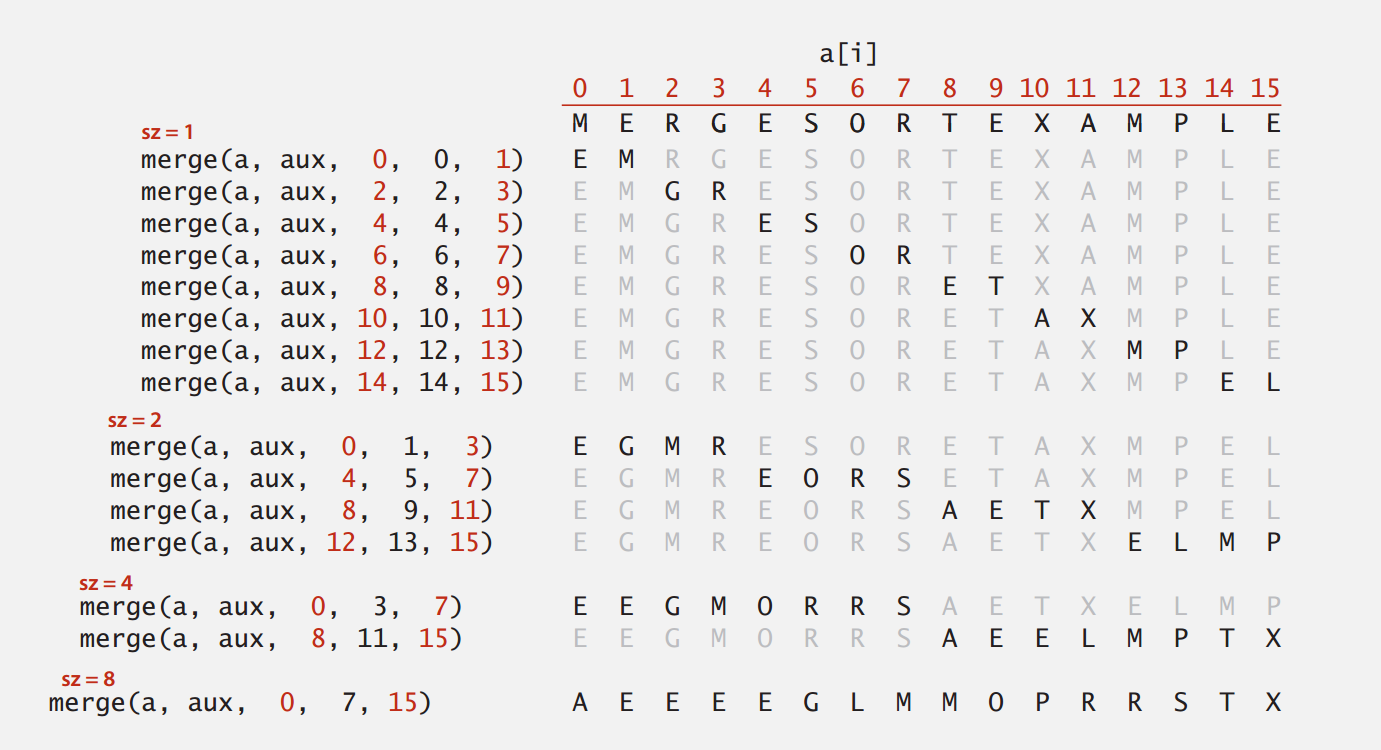 a[i]
0 1 2 3 4 5 6 7 8 9 10 11 12 13 14 15
M E R G E S O R T E X A M P L E
sz = 1
merge(a, aux, 0, 0, 1) E M R G E S O R T E X A M P L E
merge(a, aux, 2, 2, 3) E M G R E S O R T E X A M P L E
merge(a, aux, 4, 4, 5) E M G R E S O R T E X A M P L E
merge(a, aux, 6, 6, 7) E M G R E S O R T E X A M P L E
merge(a, aux, 8, 8, 9) E M G R E S O R E T X A M P L E
merge(a, aux, 10, 10, 11) E M G R E S O R E T A X M P L E
merge(a, aux, 12, 12, 13) E M G R E S O R E T A X M P L E
merge(a, aux, 14, 14, 15) E M G R E S O R E T A X M P E L
sz = 2
merge(a, aux, 0, 1, 3) E G M R E S O R E T A X M P E L
merge(a, aux, 4, 5, 7) E G M R E O R S E T A X M P E L
merge(a, aux, 8, 9, 11) E G M R E O R S A E T X M P E L
merge(a, aux, 12, 13, 15) E G M R E O R S A E T X E L M P
sz = 4
merge(a, aux, 0, 3, 7) E E G M O R R S A E T X E L M P
merge(a, aux, 8, 11, 15) E E G M O R R S A E E L M P T X
sz = 8
merge(a, aux, 0, 7, 15) A E E E E G L M M O P R R S T X